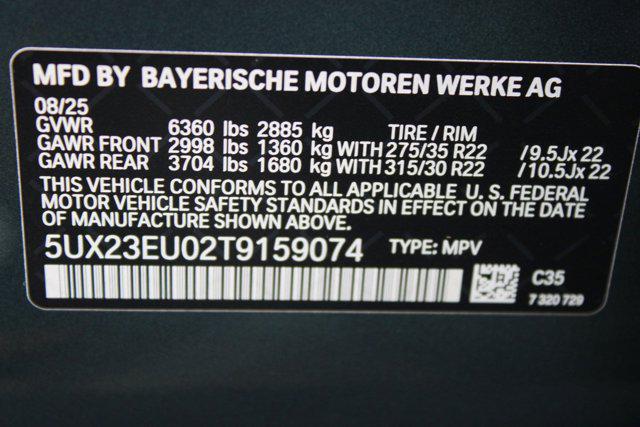 MFD BY BAYERISCHE MOTOREN WERKE AG
08/25
GVWR 6360 lbs 2885 kg TIRE / RIM
GAWR FRONT 2998 lbs 1360 kg WITH 275/35 R22 /9.5Jx 22
GAWR REAR 3704 lbs 1680 kg WITH 315/30 R22 /10.5Jx 22
THIS VEHICLE CONFORMS TO ALL APPLICABLE U. S. FEDERAL
MOTOR VEHICLE SAFETY STANDARDS IN EFFECT ON THE DATE
OF MANUFACTURE SHOWN ABOVE.
5UX23EU02T9159074 TYPE: MPV
C35
7 320 729